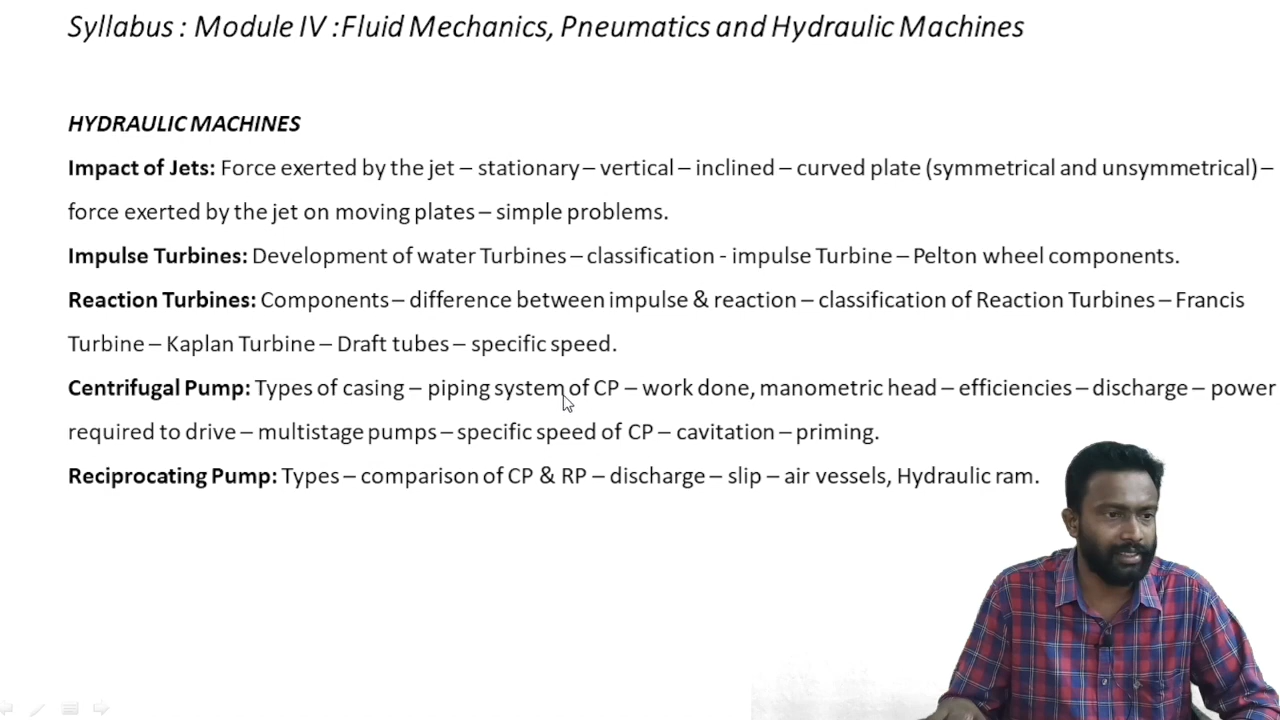 Syllabus : Module IV :Fluid Mechanics, Pneumatics and Hydraulic Machines
HYDRAULIC MACHINES
Impact of Jets: Force exerted by the jet – stationary – vertical – inclined – curved plate (symmetrical and unsymmetrical) –
force exerted by the jet on moving plates – simple problems.
Impulse Turbines: Development of water Turbines – classification - impulse Turbine – Pelton wheel components.
Reaction Turbines: Components – difference between impulse & reaction – classification of Reaction Turbines – Francis
Turbine – Kaplan Turbine – Draft tubes – specific speed.
Centrifugal Pump: Types of casing – piping system of CP – work done, manometric head – efficiencies – discharge – power
required to drive – multistage pumps – specific speed of CP – cavitation – priming.
Reciprocating Pump: Types – comparison of CP & RP – discharge – slip – air vessels, Hydraulic ram.